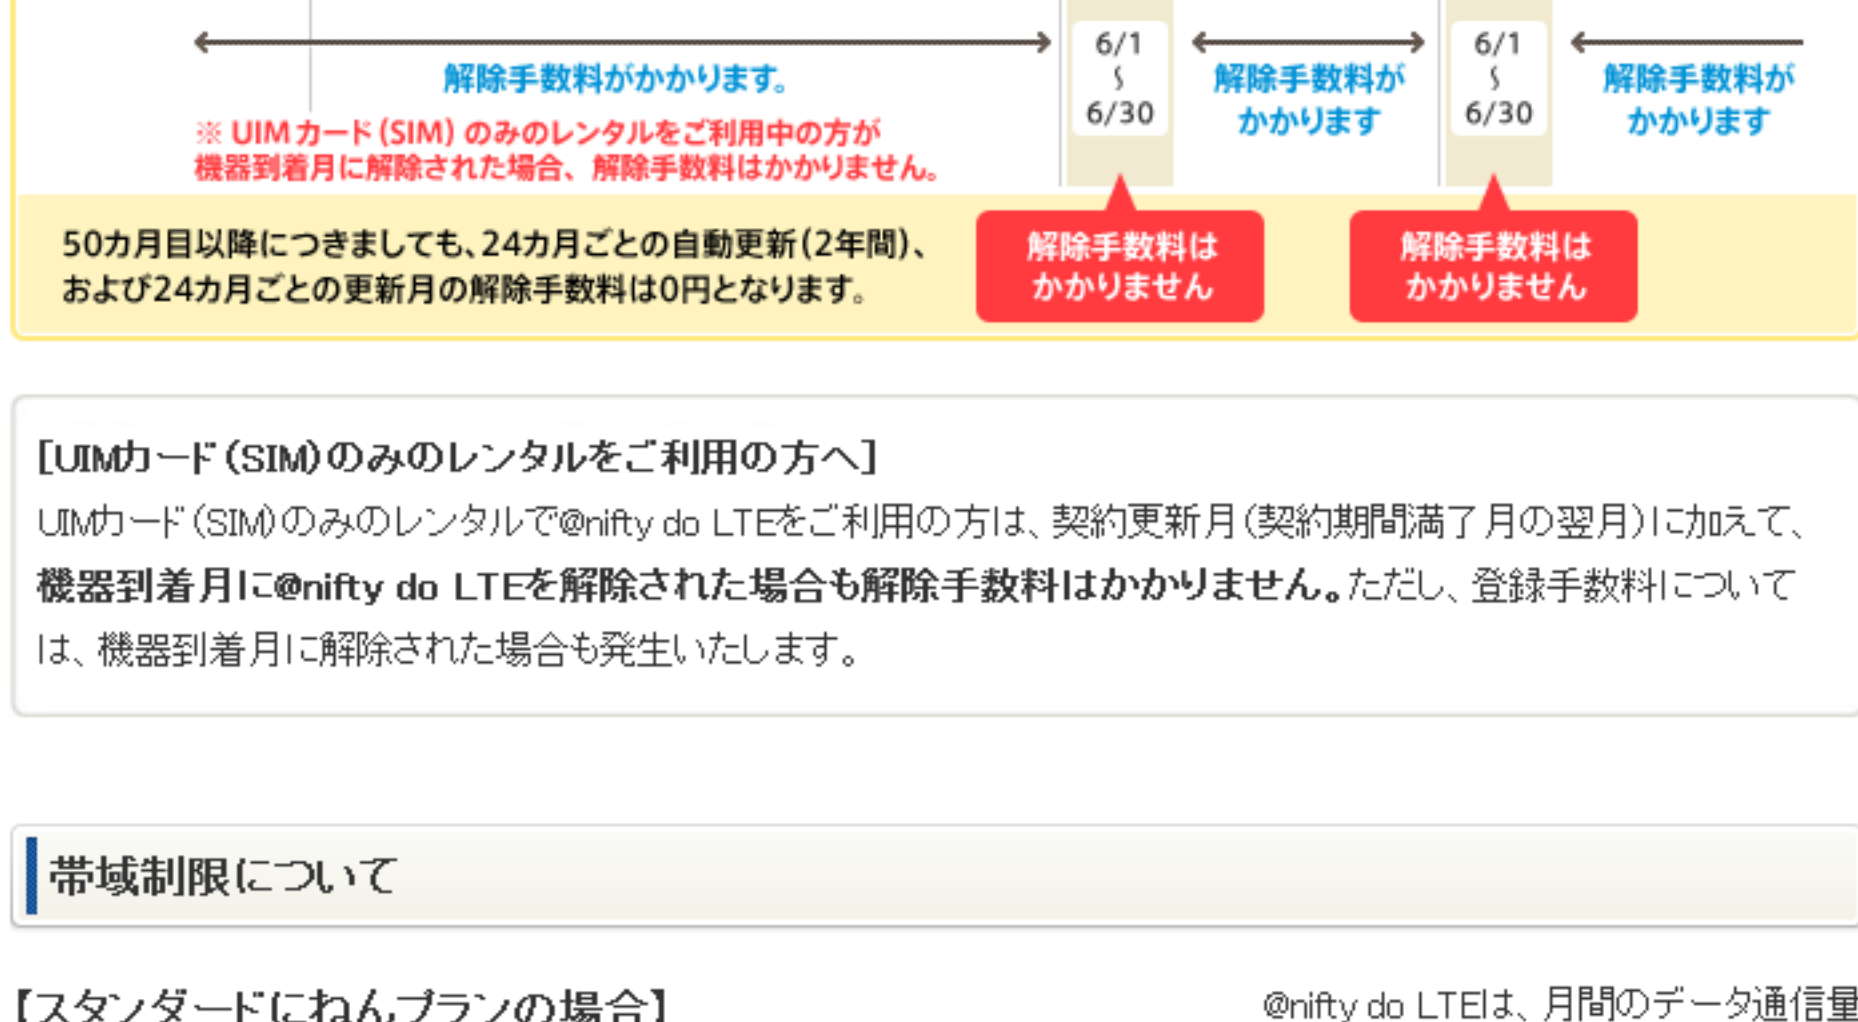 解除手数料がかかります。
※ UIMカード(SIM)のみのレンタルをご利用中の方が
機器到着月に解除された場合、解除手数料はかかりません。
6/1
〜
6/30
解除手数料が
かかります
6/1
〜
6/30
解除手数料が
かかります
50カ月目以降につきましても、24カ月ごとの自動更新(2年間)、
および24カ月ごとの更新月の解除手数料は0円となります。
解除手数料は
かかりません
解除手数料は
かかりません
[UIMカード(SIM)のみのレンタルをご利用の方へ]
UIMカード(SIM)のみのレンタルで@nifty do LTEをご利用の方は、契約更新月(契約期間満了月の翌月)に加えて、
機器到着月に@nifty do LTEを解除された場合も解除手数料はかかりません。ただし、登録手数料について
は、機器到着月に解除された場合も発生いたします。
帯域制限について
【スタンダードにねんプランの場合】
@nifty do LTEは、月間のデータ通信量